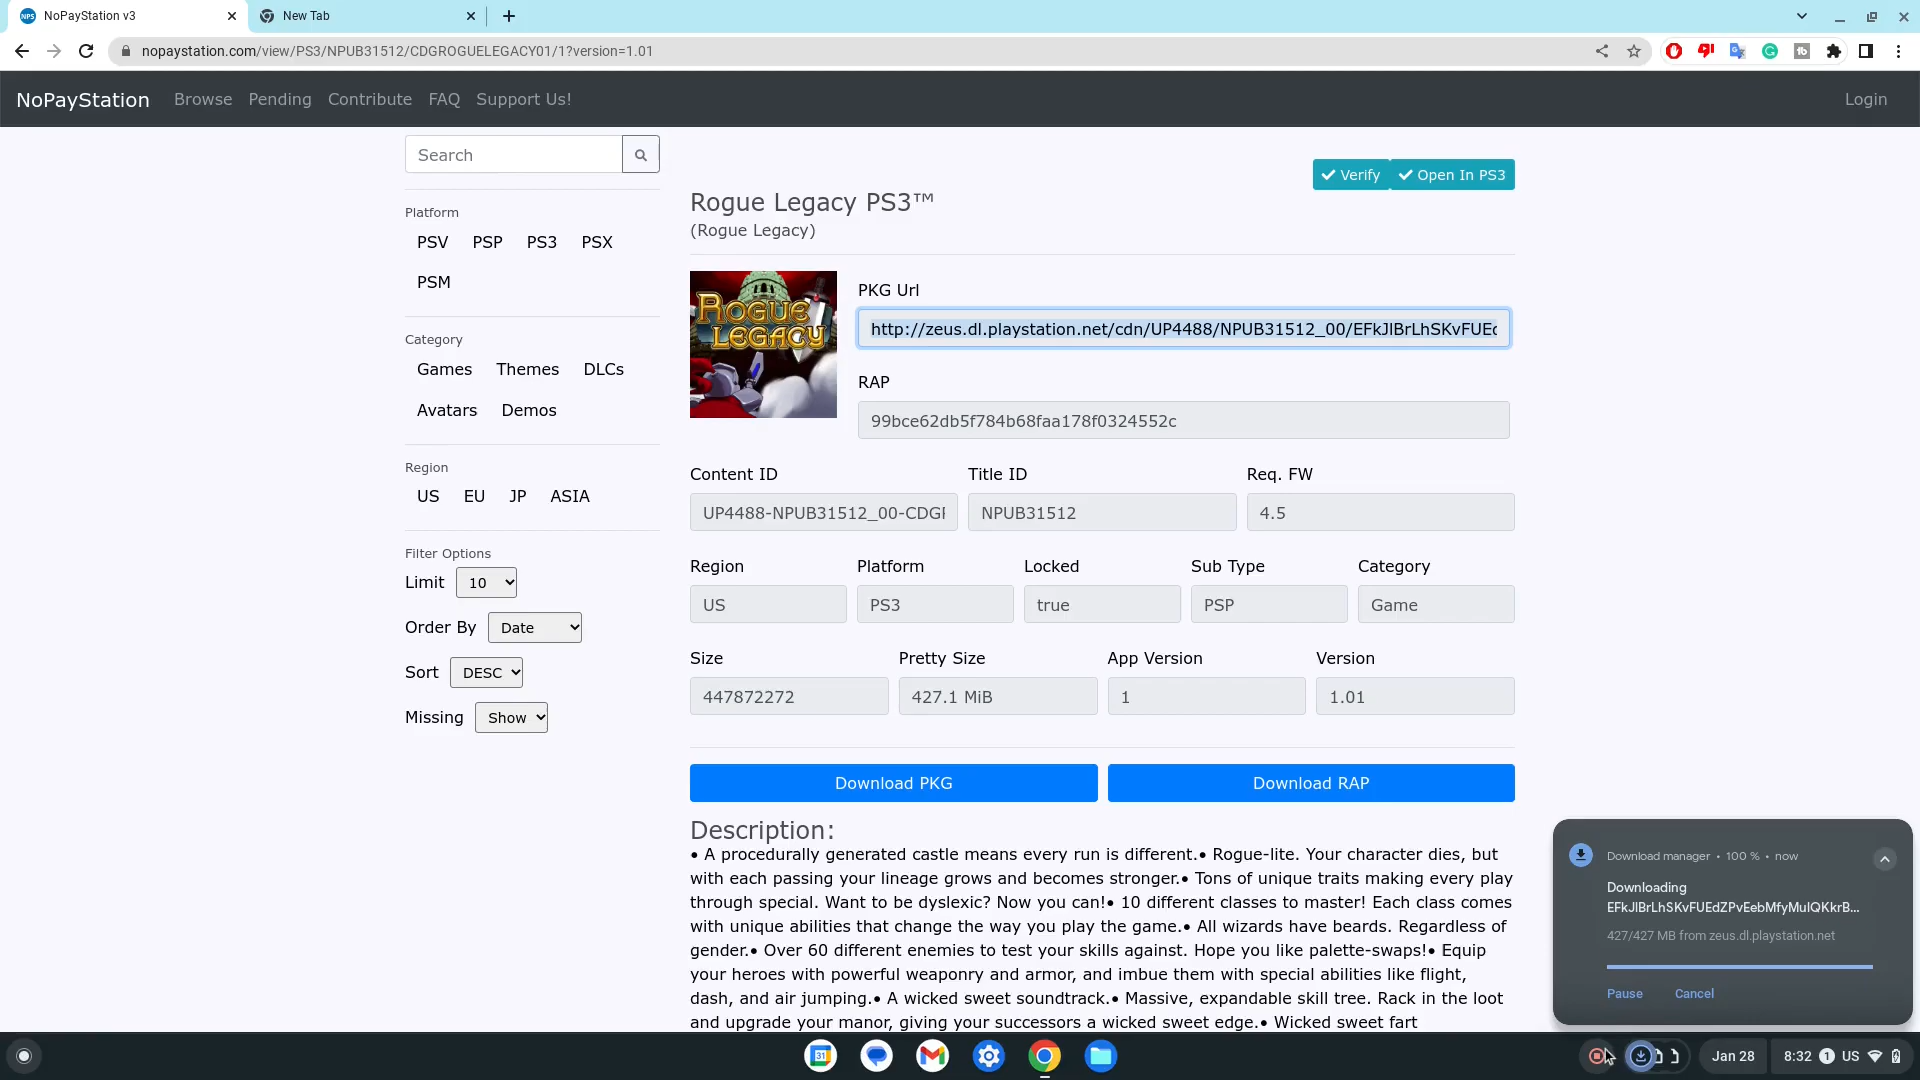 NoPayStation v3
New Tab
nopaystation.com/view/PS3/NPUB31512/CDGROGUELEGACY01/1?version=1.01
NoPayStation Browse Pending Contribute FAQ Support Us! Login
Search
Platform
PSV PSP PS3 PSX
PSM
Category
Games Themes DLCs
Avatars Demos
Region
US EU JP ASIA
Filter Options
Limit 10
Order By Date
Sort DESC
Missing Show
Verify Open In PS3
Rogue Legacy PS3™
(Rogue Legacy)
ROGUE
LEGACY
PKG Url
http://zeus.dl.playstation.net/cdn/UP4488/NPUB31512_00/EFkJlBrLhSKvFUEd
RAP
99bce62db5f784b68faa178f0324552c
Content ID Title ID Req. FW
UP4488-NPUB31512_00-CDGR NPUB31512 4.5
Region Platform Locked Sub Type Category
US PS3 true PSP Game
Size Pretty Size App Version Version
447872272 427.1 MiB 1 1.01
Download PKG Download RAP
Description:
• A procedurally generated castle means every run is different.• Rogue-lite. Your character dies, but
with each passing your lineage grows and becomes stronger.• Tons of unique traits making every play
through special. Want to be dyslexic? Now you can!• 10 different classes to master! Each class comes
with unique abilities that change the way you play the game.• All wizards have beards. Regardless of
gender.• Over 60 different enemies to test your skills against. Hope you like palette-swaps!• Equip
your heroes with powerful weaponry and armor, and imbue them with special abilities like flight,
dash, and air jumping.• A wicked sweet soundtrack.• Massive, expandable skill tree. Rack in the loot
and upgrade your manor, giving your successors a wicked sweet edge.• Wicked sweet fart
Download manager • 100 % • now
Downloading
EFkJlBrLhSKvFUEdZPvEebMfyMulQKkrB...
427/427 MB from zeus.dl.playstation.net
Pause Cancel
31
Jan 28 8:32 1 US